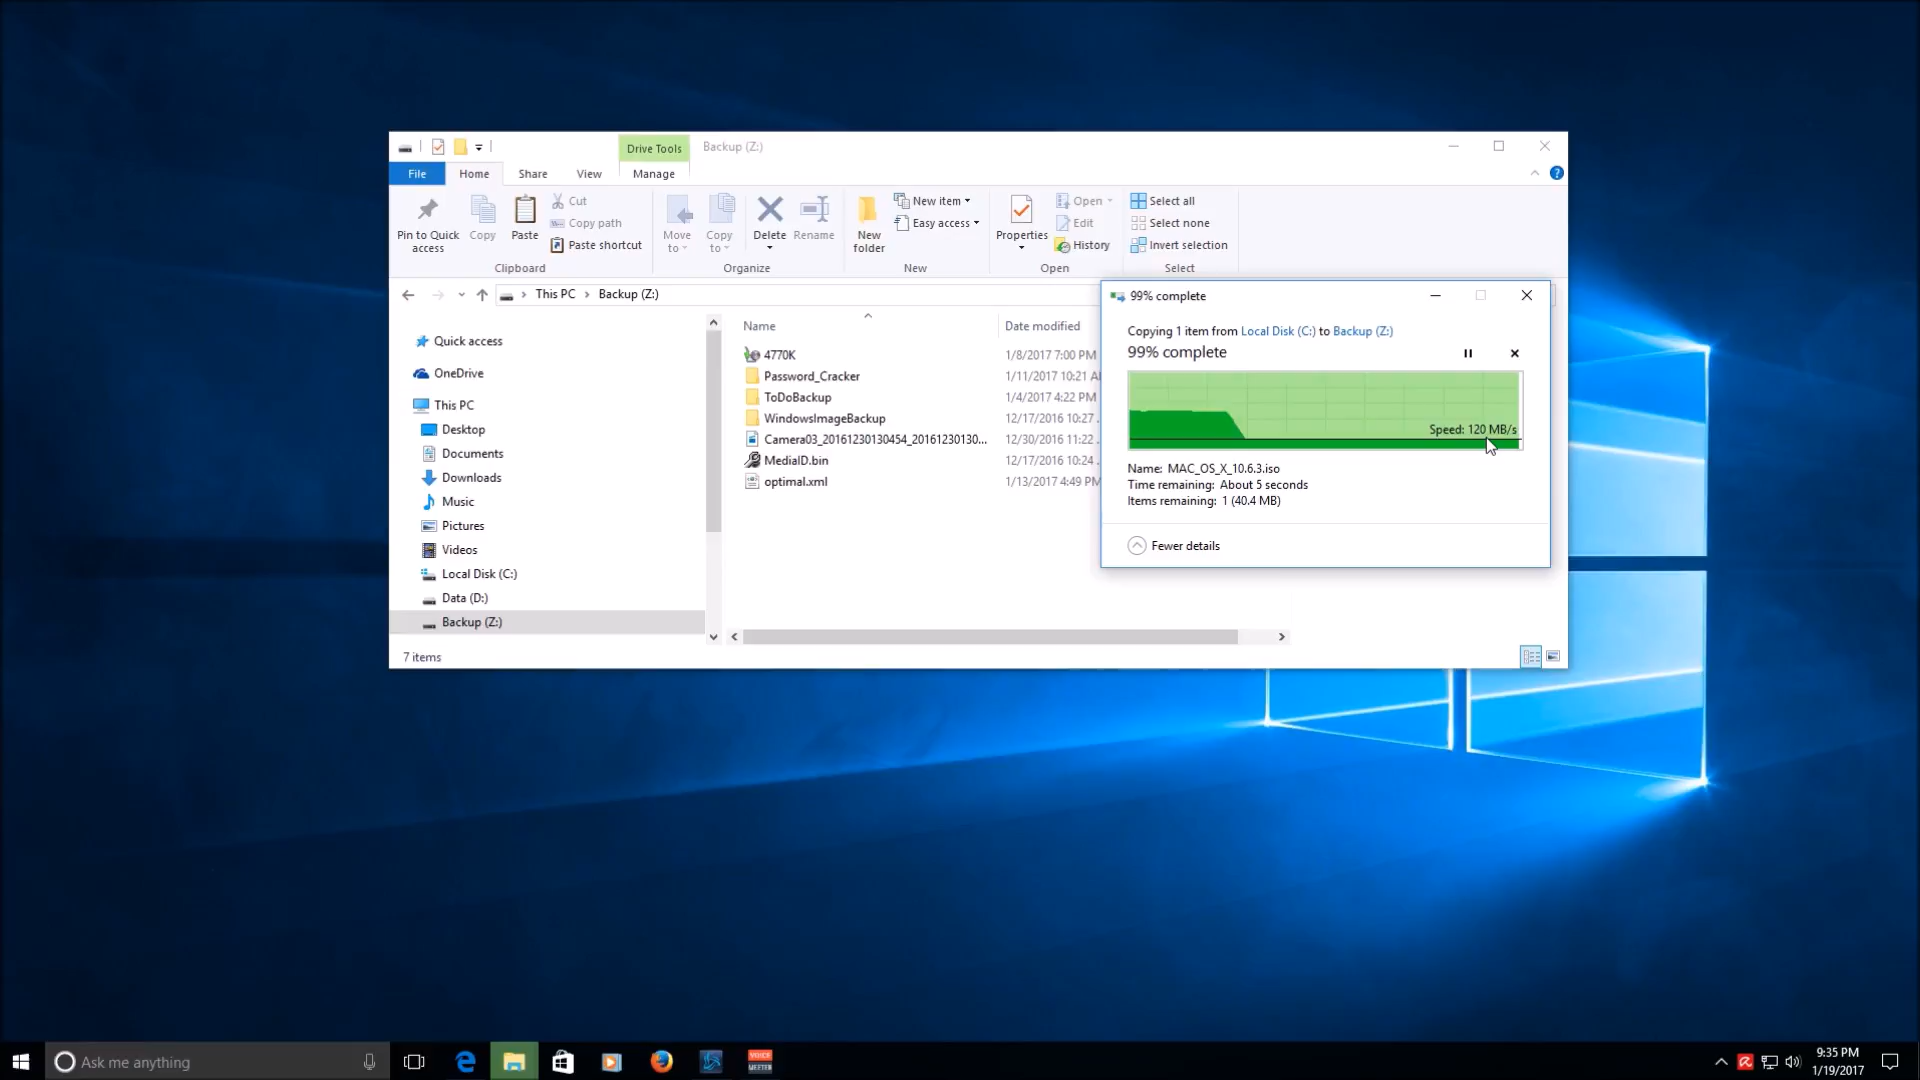 Drive Tools
Backup (Z:)
File
Home
Share
View
Manage
Pin to Quick
access
Copy
Paste
Cut
Copy path
Paste shortcut
Clipboard
Move
to
Copy
to
Delete
Rename
Organize
New
folder
New item
Easy access
New
Properties
Open
Edit
History
Open
Select all
Select none
Invert selection
Select
This PC
Backup (Z:)
Quick access
OneDrive
This PC
Desktop
Documents
Downloads
Music
Pictures
Videos
Local Disk (C:)
Data (D:)
Backup (Z:)
7 items
Name
Date modified
4770K
1/8/2017 7:00 PM
Password_Cracker
1/11/2017 10:21 A
ToDoBackup
1/4/2017 4:22 PM
WindowsImageBackup
12/17/2016 10:27 .
Camera03_20161230130454_20161230130...
12/30/2016 11:22 .
MediaID.bin
12/17/2016 10:24 .
optimal.xml
1/13/2017 4:49 PM
99% complete
Copying 1 item from Local Disk (C:) to Backup (Z:)
99% complete
Speed: 120 MB/s
Name: MAC_OS_X_10.6.3.iso
Time remaining: About 5 seconds
Items remaining: 1 (40.4 MB)
Fewer details
Ask me anything
VOICE
MEETER
9:35 PM
1/19/2017